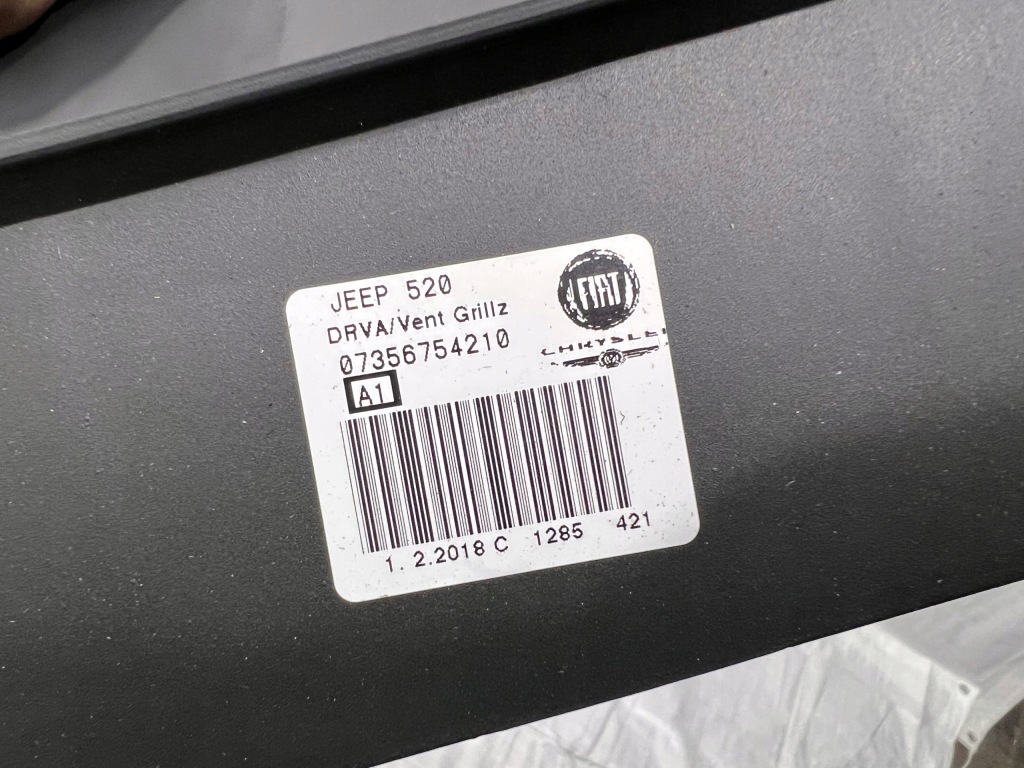 JEEP 520
DRVA/Vent Grillz
07356754210
A1
FIAT
CHRYSLER
1. 2.2018 C 1285 421